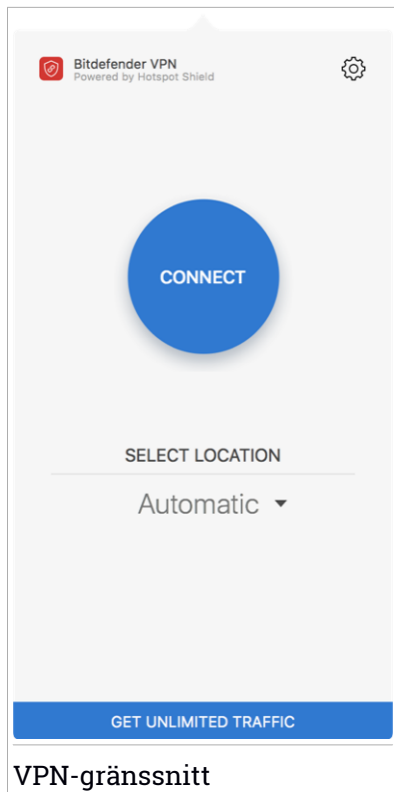 Bitdefender VPN
Powered by Hotspot Shield
CONNECT
SELECT LOCATION
Automatic
GET UNLIMITED TRAFFIC
VPN-gränssnitt